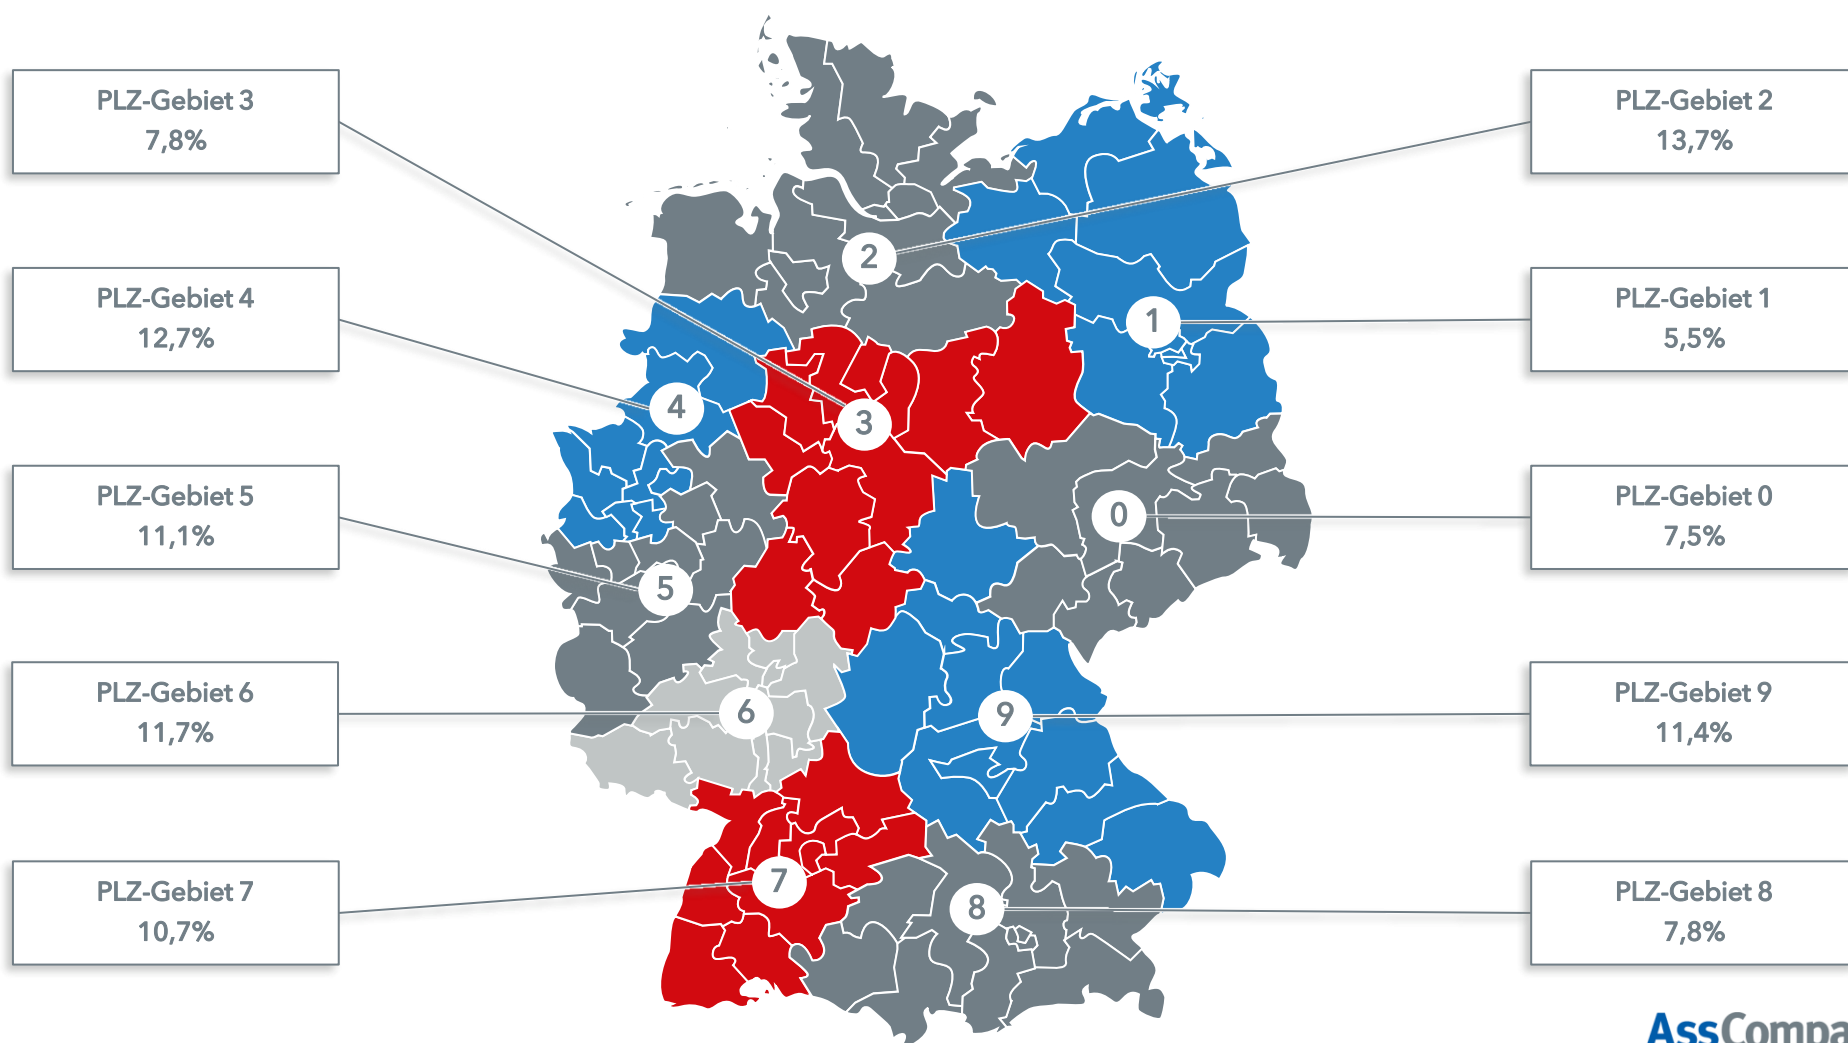 PLZ-Gebiet 3
7,8%
PLZ-Gebiet 2
13,7%
PLZ-Gebiet 4
12,7%
PLZ-Gebiet 1
5,5%
PLZ-Gebiet 5
11,1%
PLZ-Gebiet 0
7,5%
PLZ-Gebiet 6
11,7%
PLZ-Gebiet 9
11,4%
PLZ-Gebiet 7
10,7%
PLZ-Gebiet 8
7,8%
2
1
4
3
0
5
6
9
7
8
AssCompa